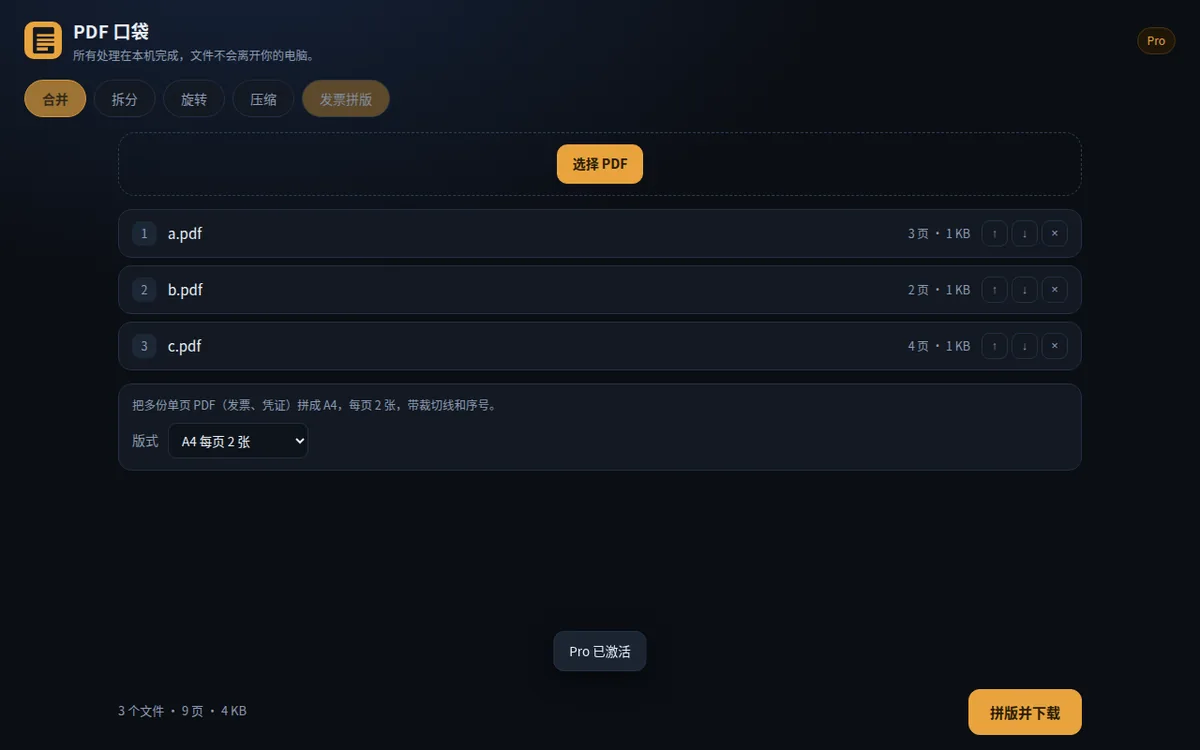 PDF 口袋
所有处理在本机完成，文件不会离开你的电脑。
Pro
合并 拆分 旋转 压缩 发票拼版
选择 PDF
1 a.pdf 3 页 · 1 KB ↑ ↓ ×
2 b.pdf 2 页 · 1 KB ↑ ↓ ×
3 c.pdf 4 页 · 1 KB ↑ ↓ ×
把多份单页 PDF（发票、凭证）拼成 A4，每页 2 张，带裁切线和序号。
版式 A4 每页 2 张
Pro 已激活
3 个文件 · 9 页 · 4 KB
拼版并下载